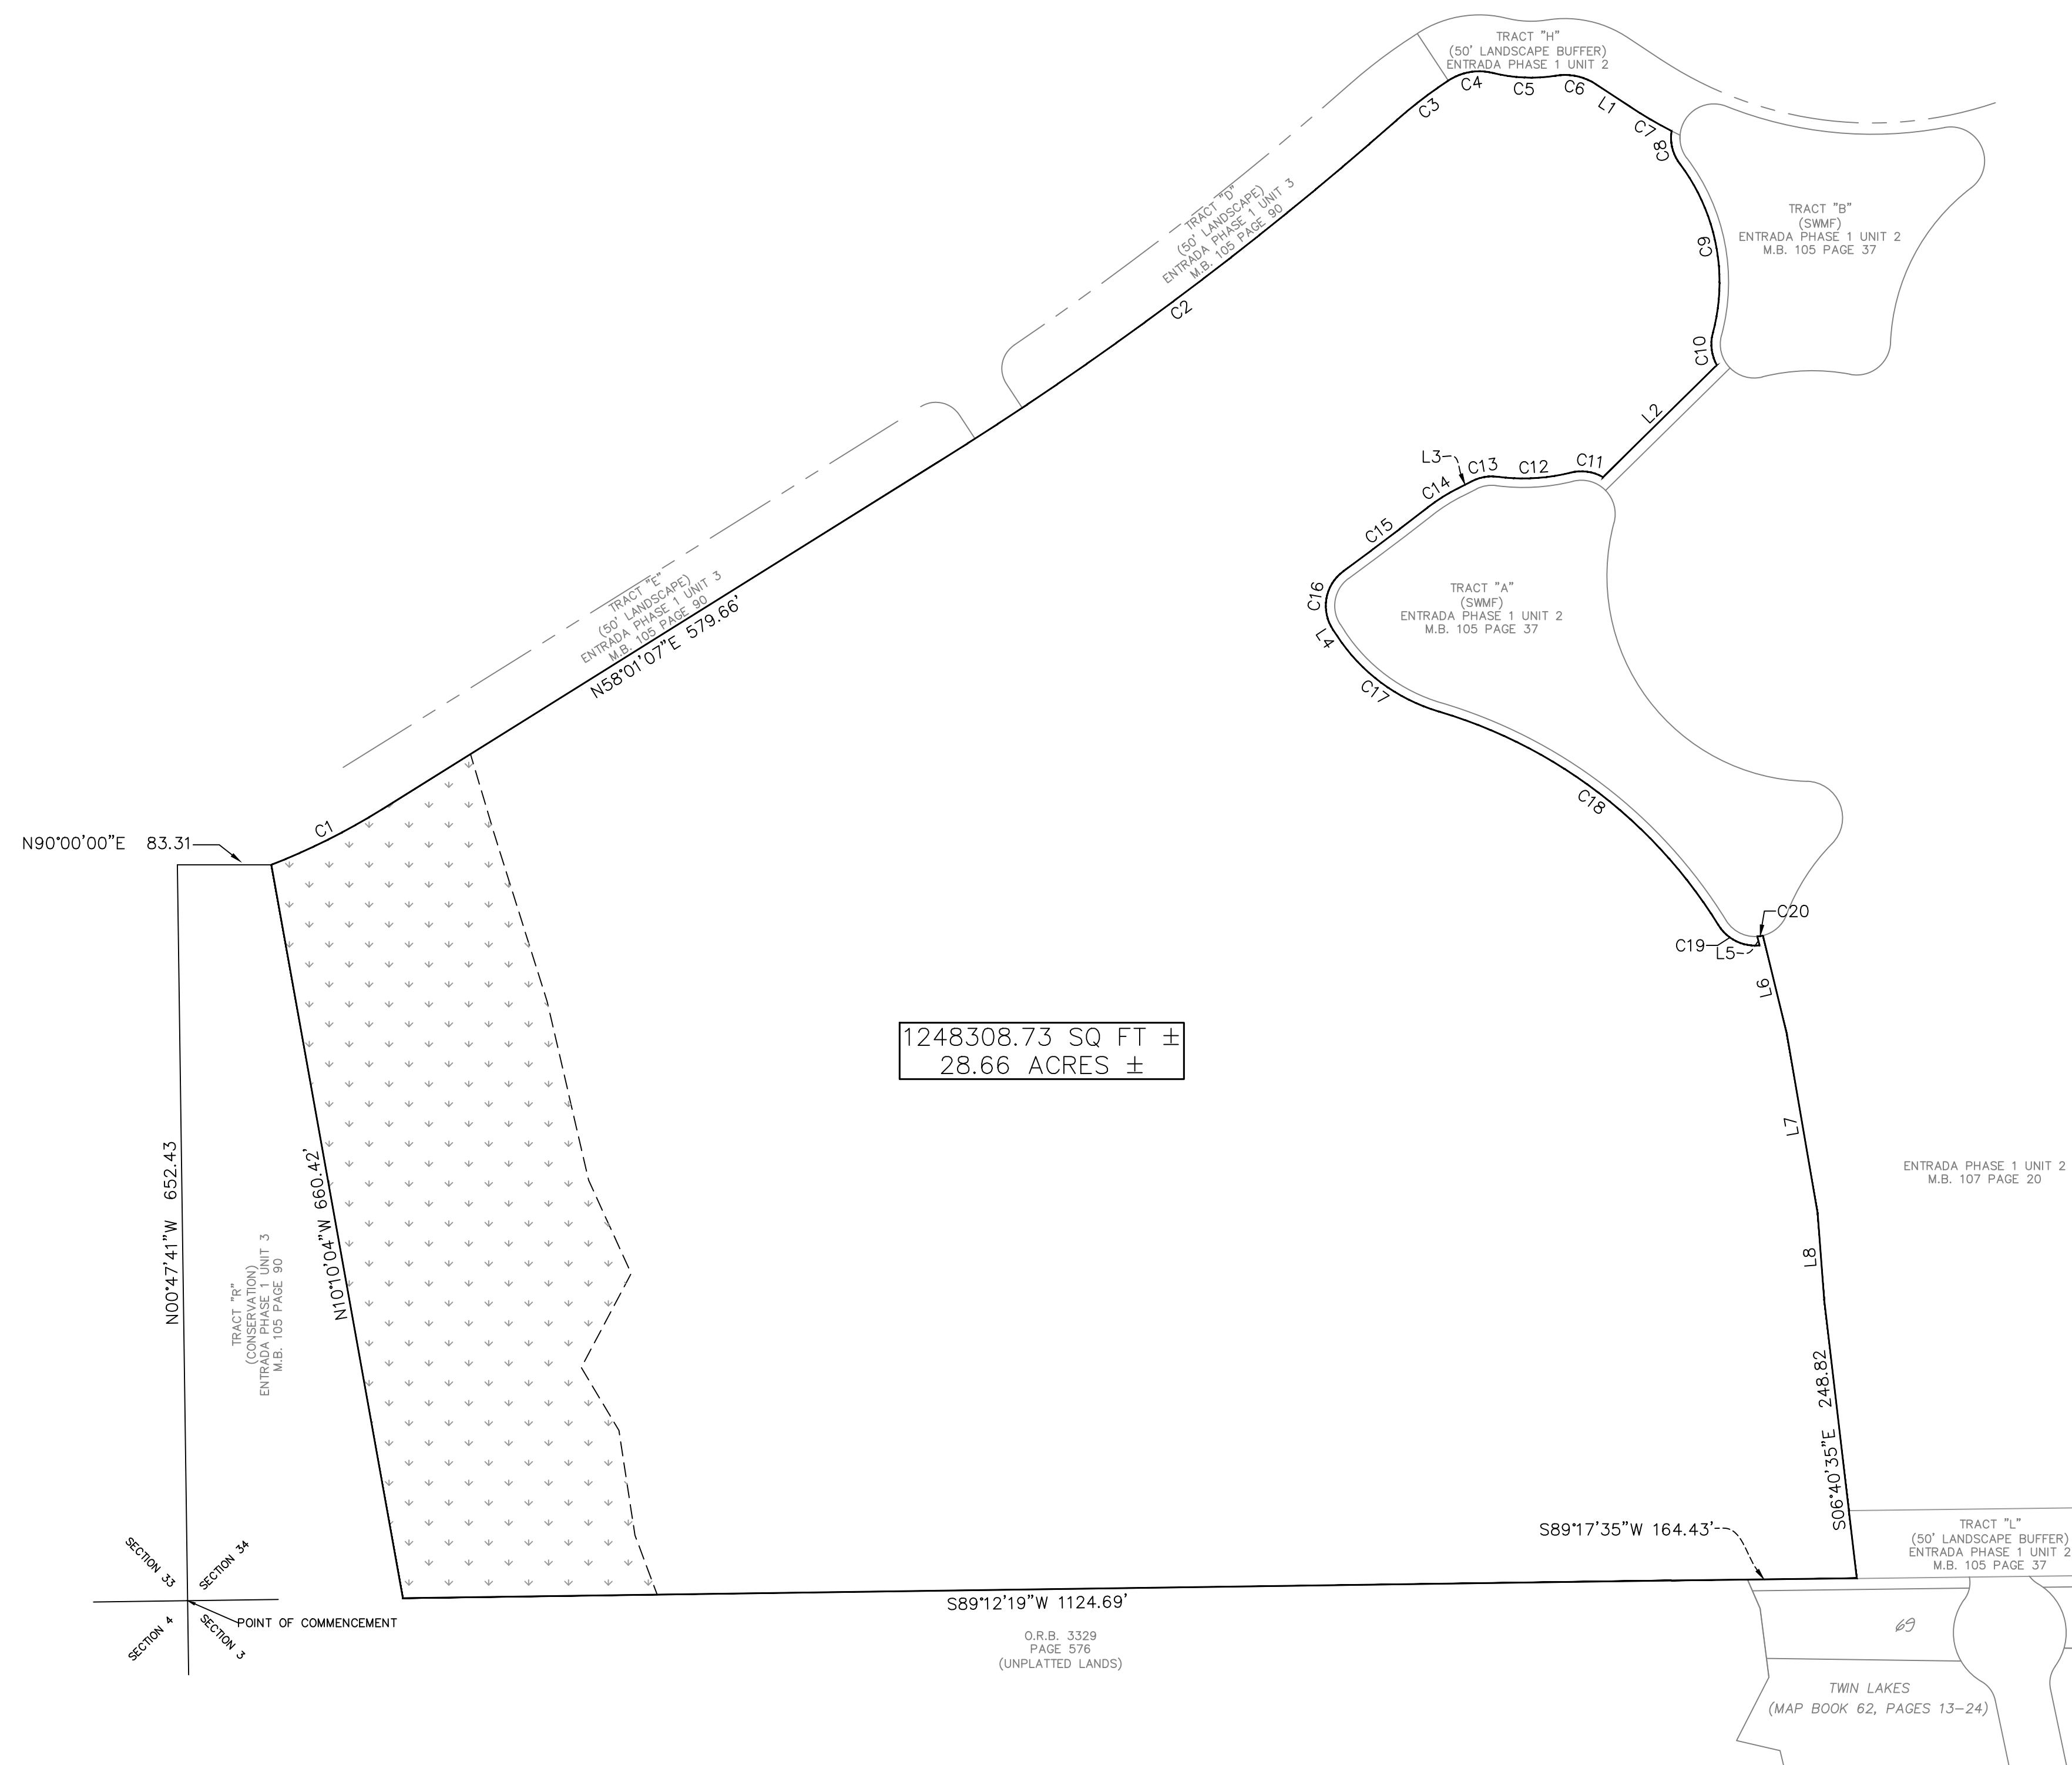 TRACT "H"
(50' LANDSCAPE BUFFER)
ENTRADA PHASE 1 UNIT 2
C3
C4
C5
C6
L1
C7
C8
TRACT "B"
(SWMF)
ENTRADA PHASE 1 UNIT 2
M.B. 105 PAGE 37
C9
C10
L2
TRACT "D"
(50' LANDSCAPE)
ENTRADA PHASE 1 UNIT 3
M.B. 105 PAGE 90
C2
L3
C13
C12
C11
C14
C15
C16
L4
C17
TRACT "A"
(SWMF)
ENTRADA PHASE 1 UNIT 2
M.B. 105 PAGE 37
TRACT "E"
(50' LANDSCAPE)
ENTRADA PHASE 1 UNIT 3
M.B. 105 PAGE 90
N58°01'07"E 579.66'
C18
C1
N90°00'00"E 83.31
C20
C19
L5
L6
1248308.73 SQ FT ±
28.66 ACRES ±
L7
ENTRADA PHASE 1 UNIT 2
M.B. 107 PAGE 20
N00°47'41"W 652.43
TRACT "R"
(CONSERVATION)
ENTRADA PHASE 1 UNIT 3
M.B. 105 PAGE 90
N10°10'04"W 660.42'
L8
S06°40'35"E 248.82
S89°17'35"W 164.43'
TRACT "L"
(50' LANDSCAPE BUFFER)
ENTRADA PHASE 1 UNIT 2
M.B. 105 PAGE 37
SECTION 33
SECTION 34
SECTION 4
SECTION 3
POINT OF COMMENCEMENT
S89°12'19"W 1124.69'
O.R.B. 3329
PAGE 576
(UNPLATTED LANDS)
69
TWIN LAKES
(MAP BOOK 62, PAGES 13-24)